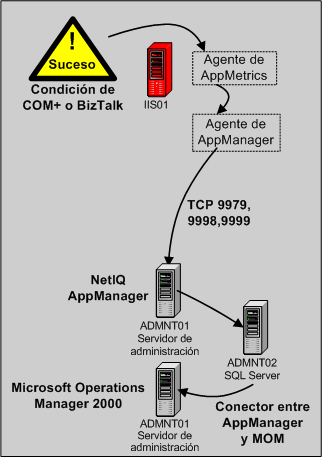 !
Suceso
Condición de
COM+ o BizTalk
IIS01
Agente de
AppMetrics
Agente de
AppManager
TCP 9979,
9998,9999
NetIQ
AppManager
ADMNT01
Servidor de
administración
ADMNT02
SQL Server
Microsoft Operations
Manager 2000
ADMNT01
Servidor de
administración
Conector entre
AppManager
y MOM